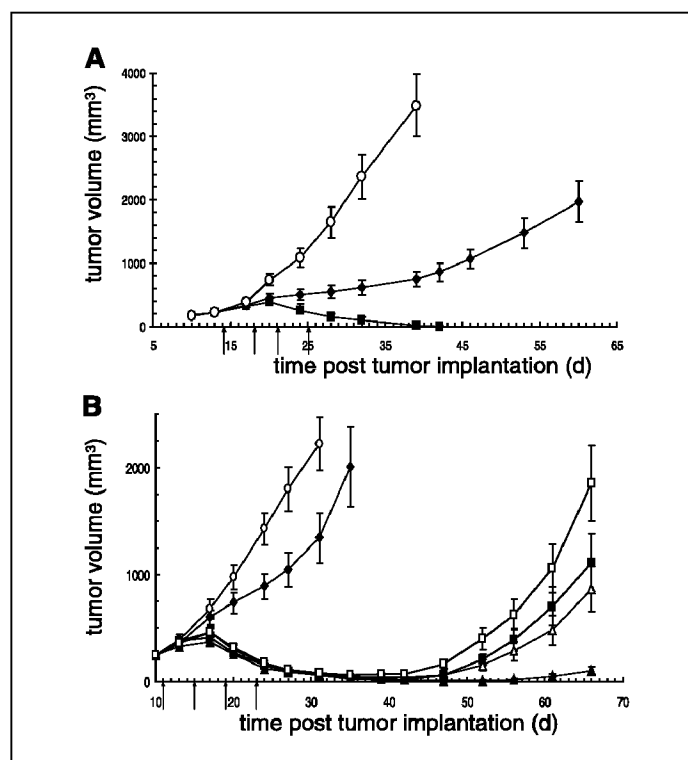 A
tumor volume (mm³)
4000
3000
2000
1000
0
5 15 25 35 45 55 65
time post tumor implantation (d)
B
tumor volume (mm³)
2000
1000
0
10 20 30 40 50 60 70
time post tumor implantation (d)